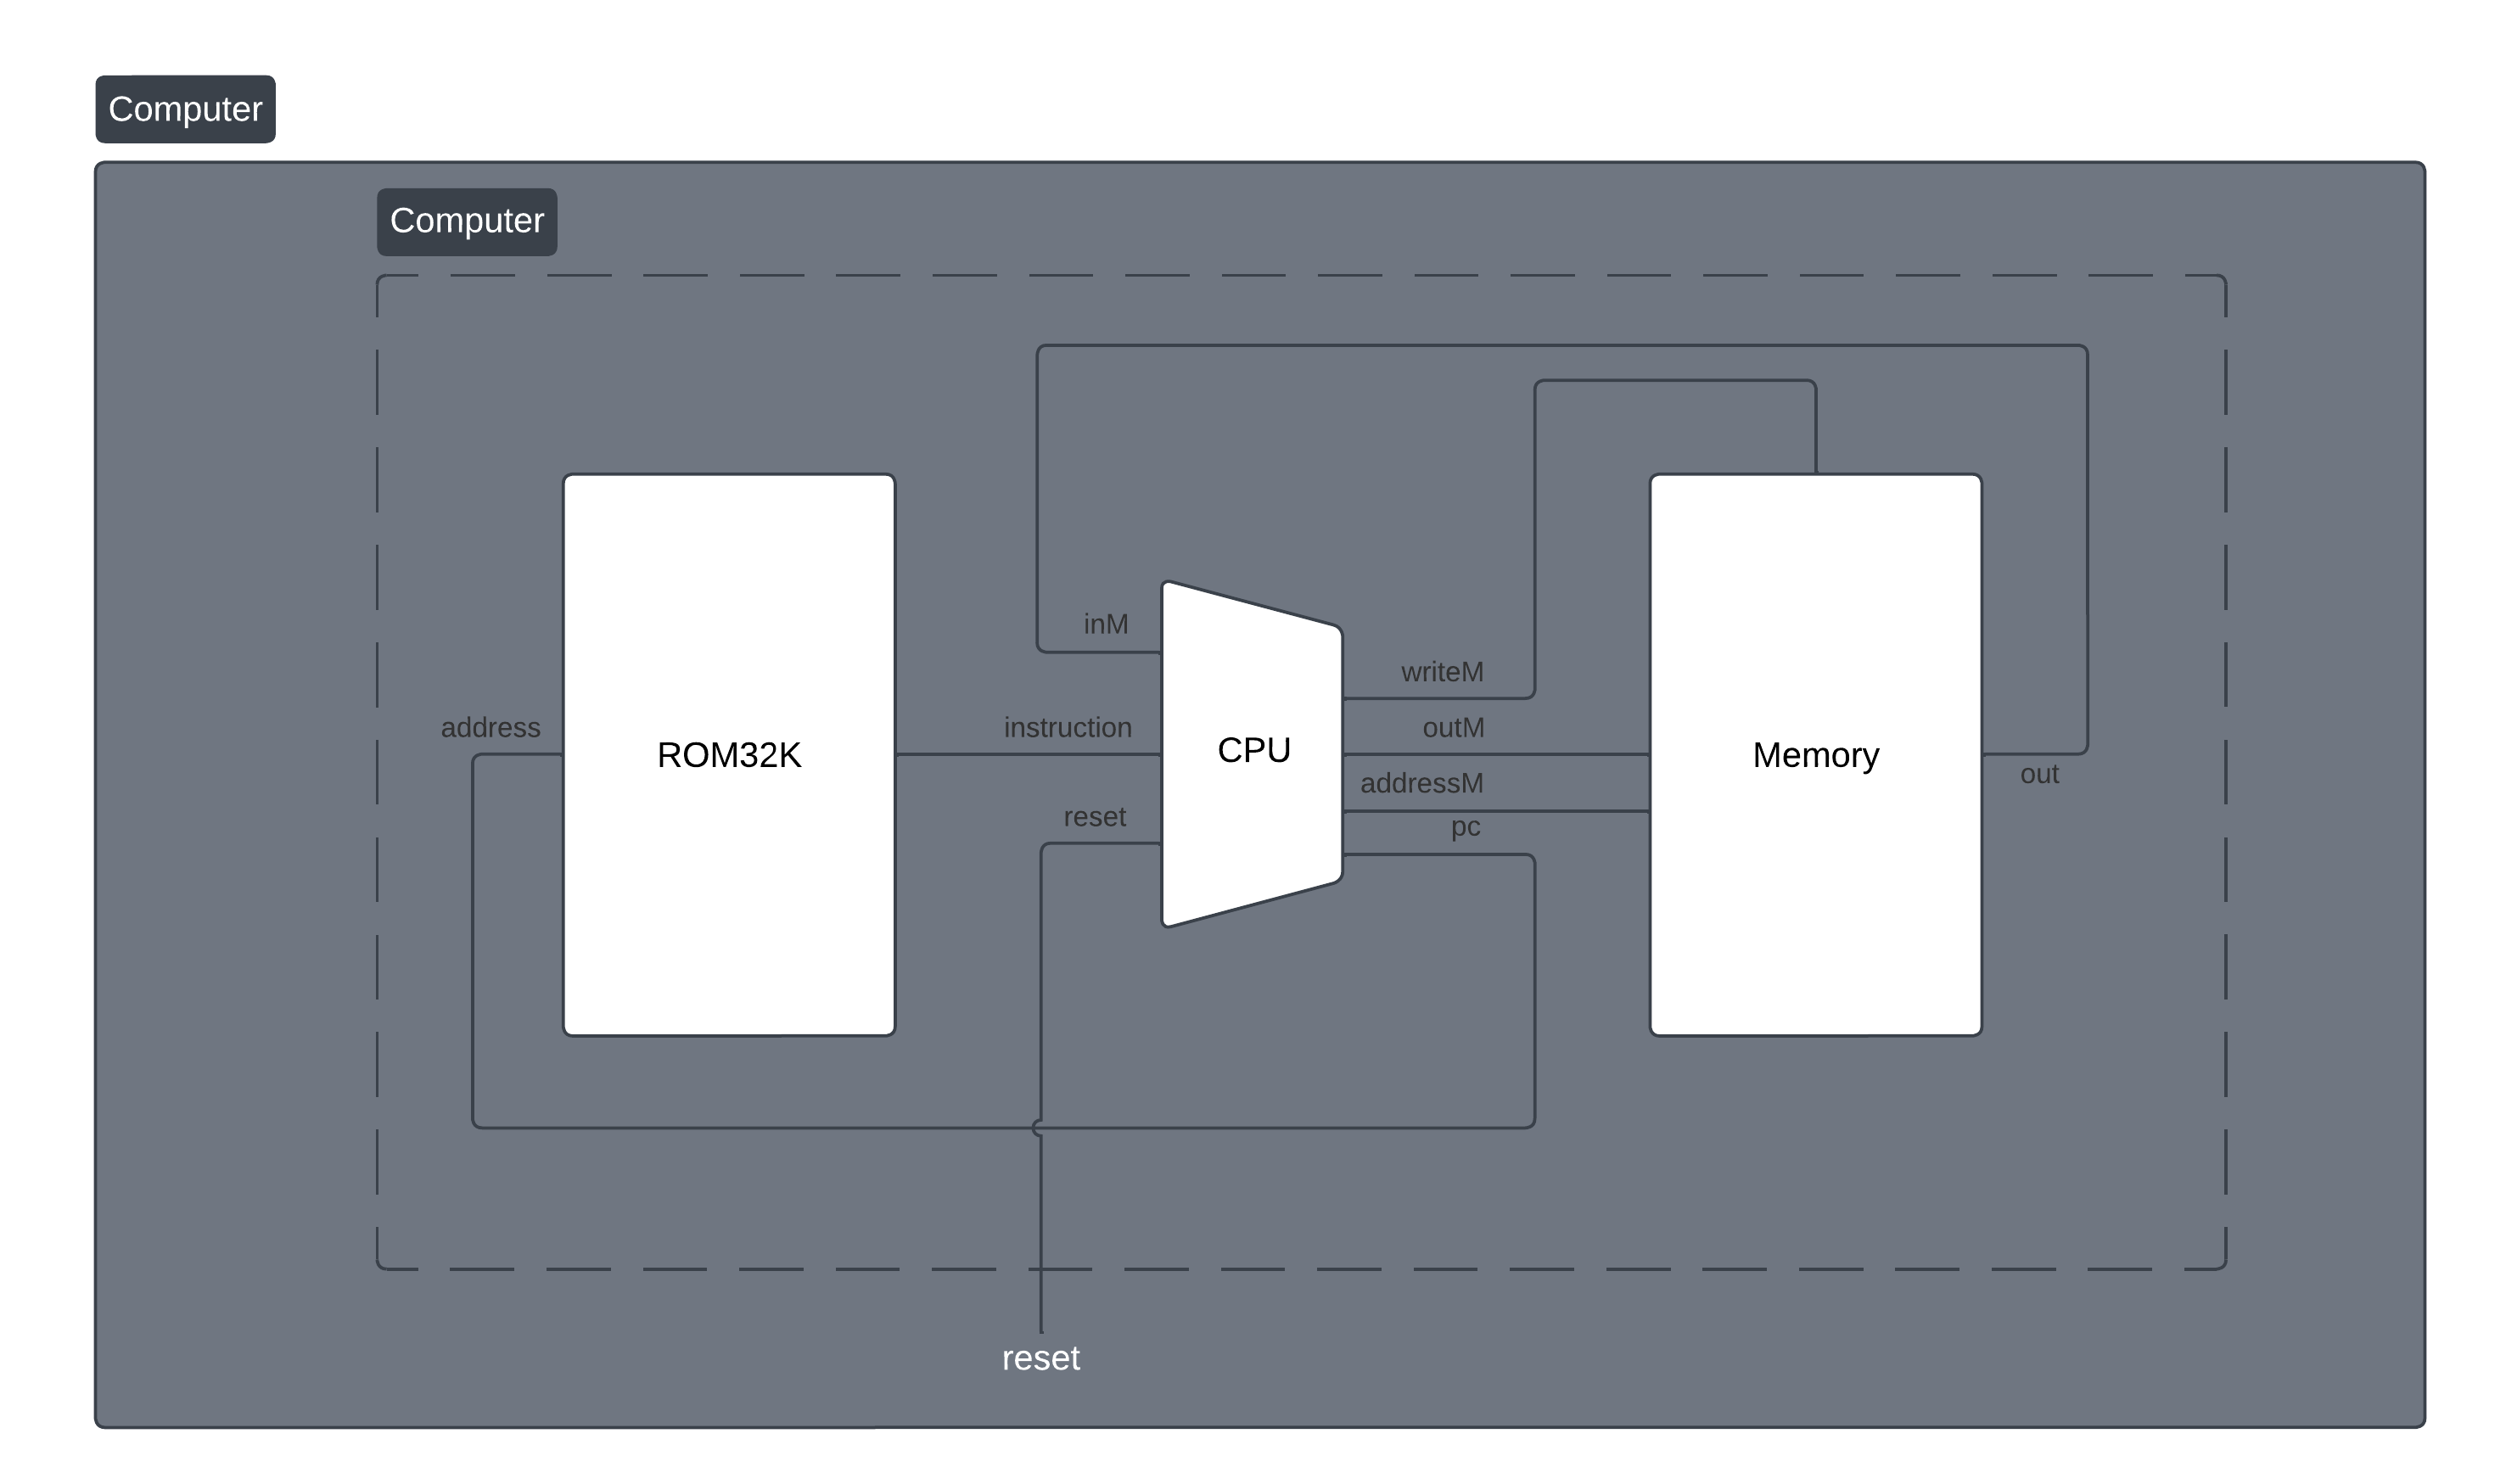 Computer
Computer
inM
writeM
address
instruction
outM
ROM32K
CPU
Memory
out
addressM
reset
pc
reset